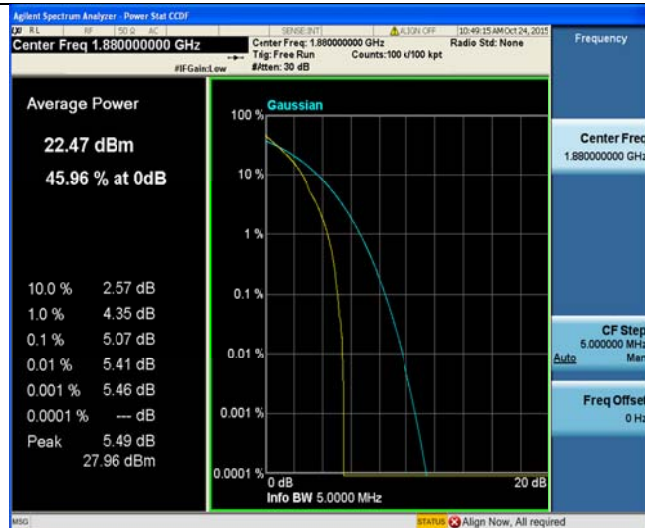 Agilent Spectrum Analyzer - Power Stat CCDF
RL RF 50 Ω AC SENSE:INT ALIGN OFF 10:49:15 AM Oct 24, 2015
Center Freq 1.880000000 GHz
Center Freq: 1.880000000 GHz Radio Std: None
Trig: Free Run Counts:100 k/100 kpt
#IFGain:Low #Atten: 30 dB
Frequency
Average Power
22.47 dBm
45.96 % at 0dB
10.0 % 2.57 dB
1.0 % 4.35 dB
0.1 % 5.07 dB
0.01 % 5.41 dB
0.001 % 5.46 dB
0.0001 % --- dB
Peak 5.49 dB
27.96 dBm
Gaussian
100 %
10 %
1 %
0.1 %
0.01 %
0.001 %
0.0001 %
0 dB 20 dB
Info BW 5.0000 MHz
Center Freq
1.880000000 GHz
CF Step
5.000000 MHz
Auto Man
Freq Offset
0 Hz
MSG STATUS Align Now, All required